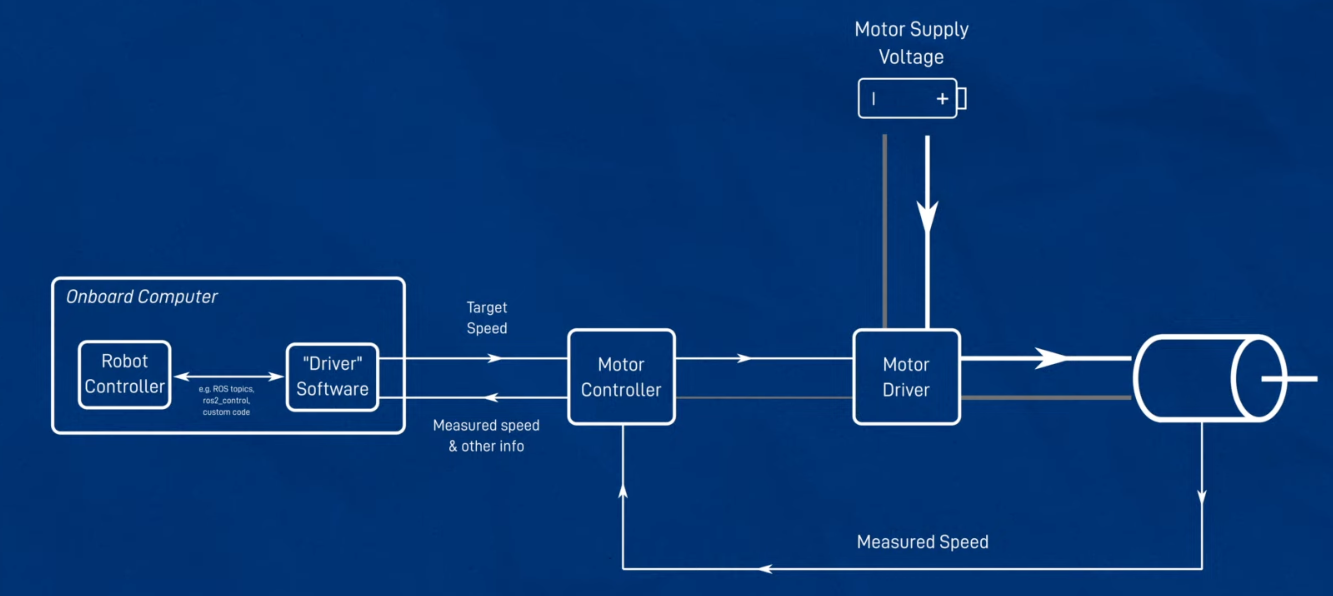 Motor Supply
Voltage
Onboard Computer
Robot
Controller
e.g. ROS topics,
ros2_control,
custom code
"Driver"
Software
Target
Speed
Measured speed
& other info
Motor
Controller
Motor
Driver
Measured Speed